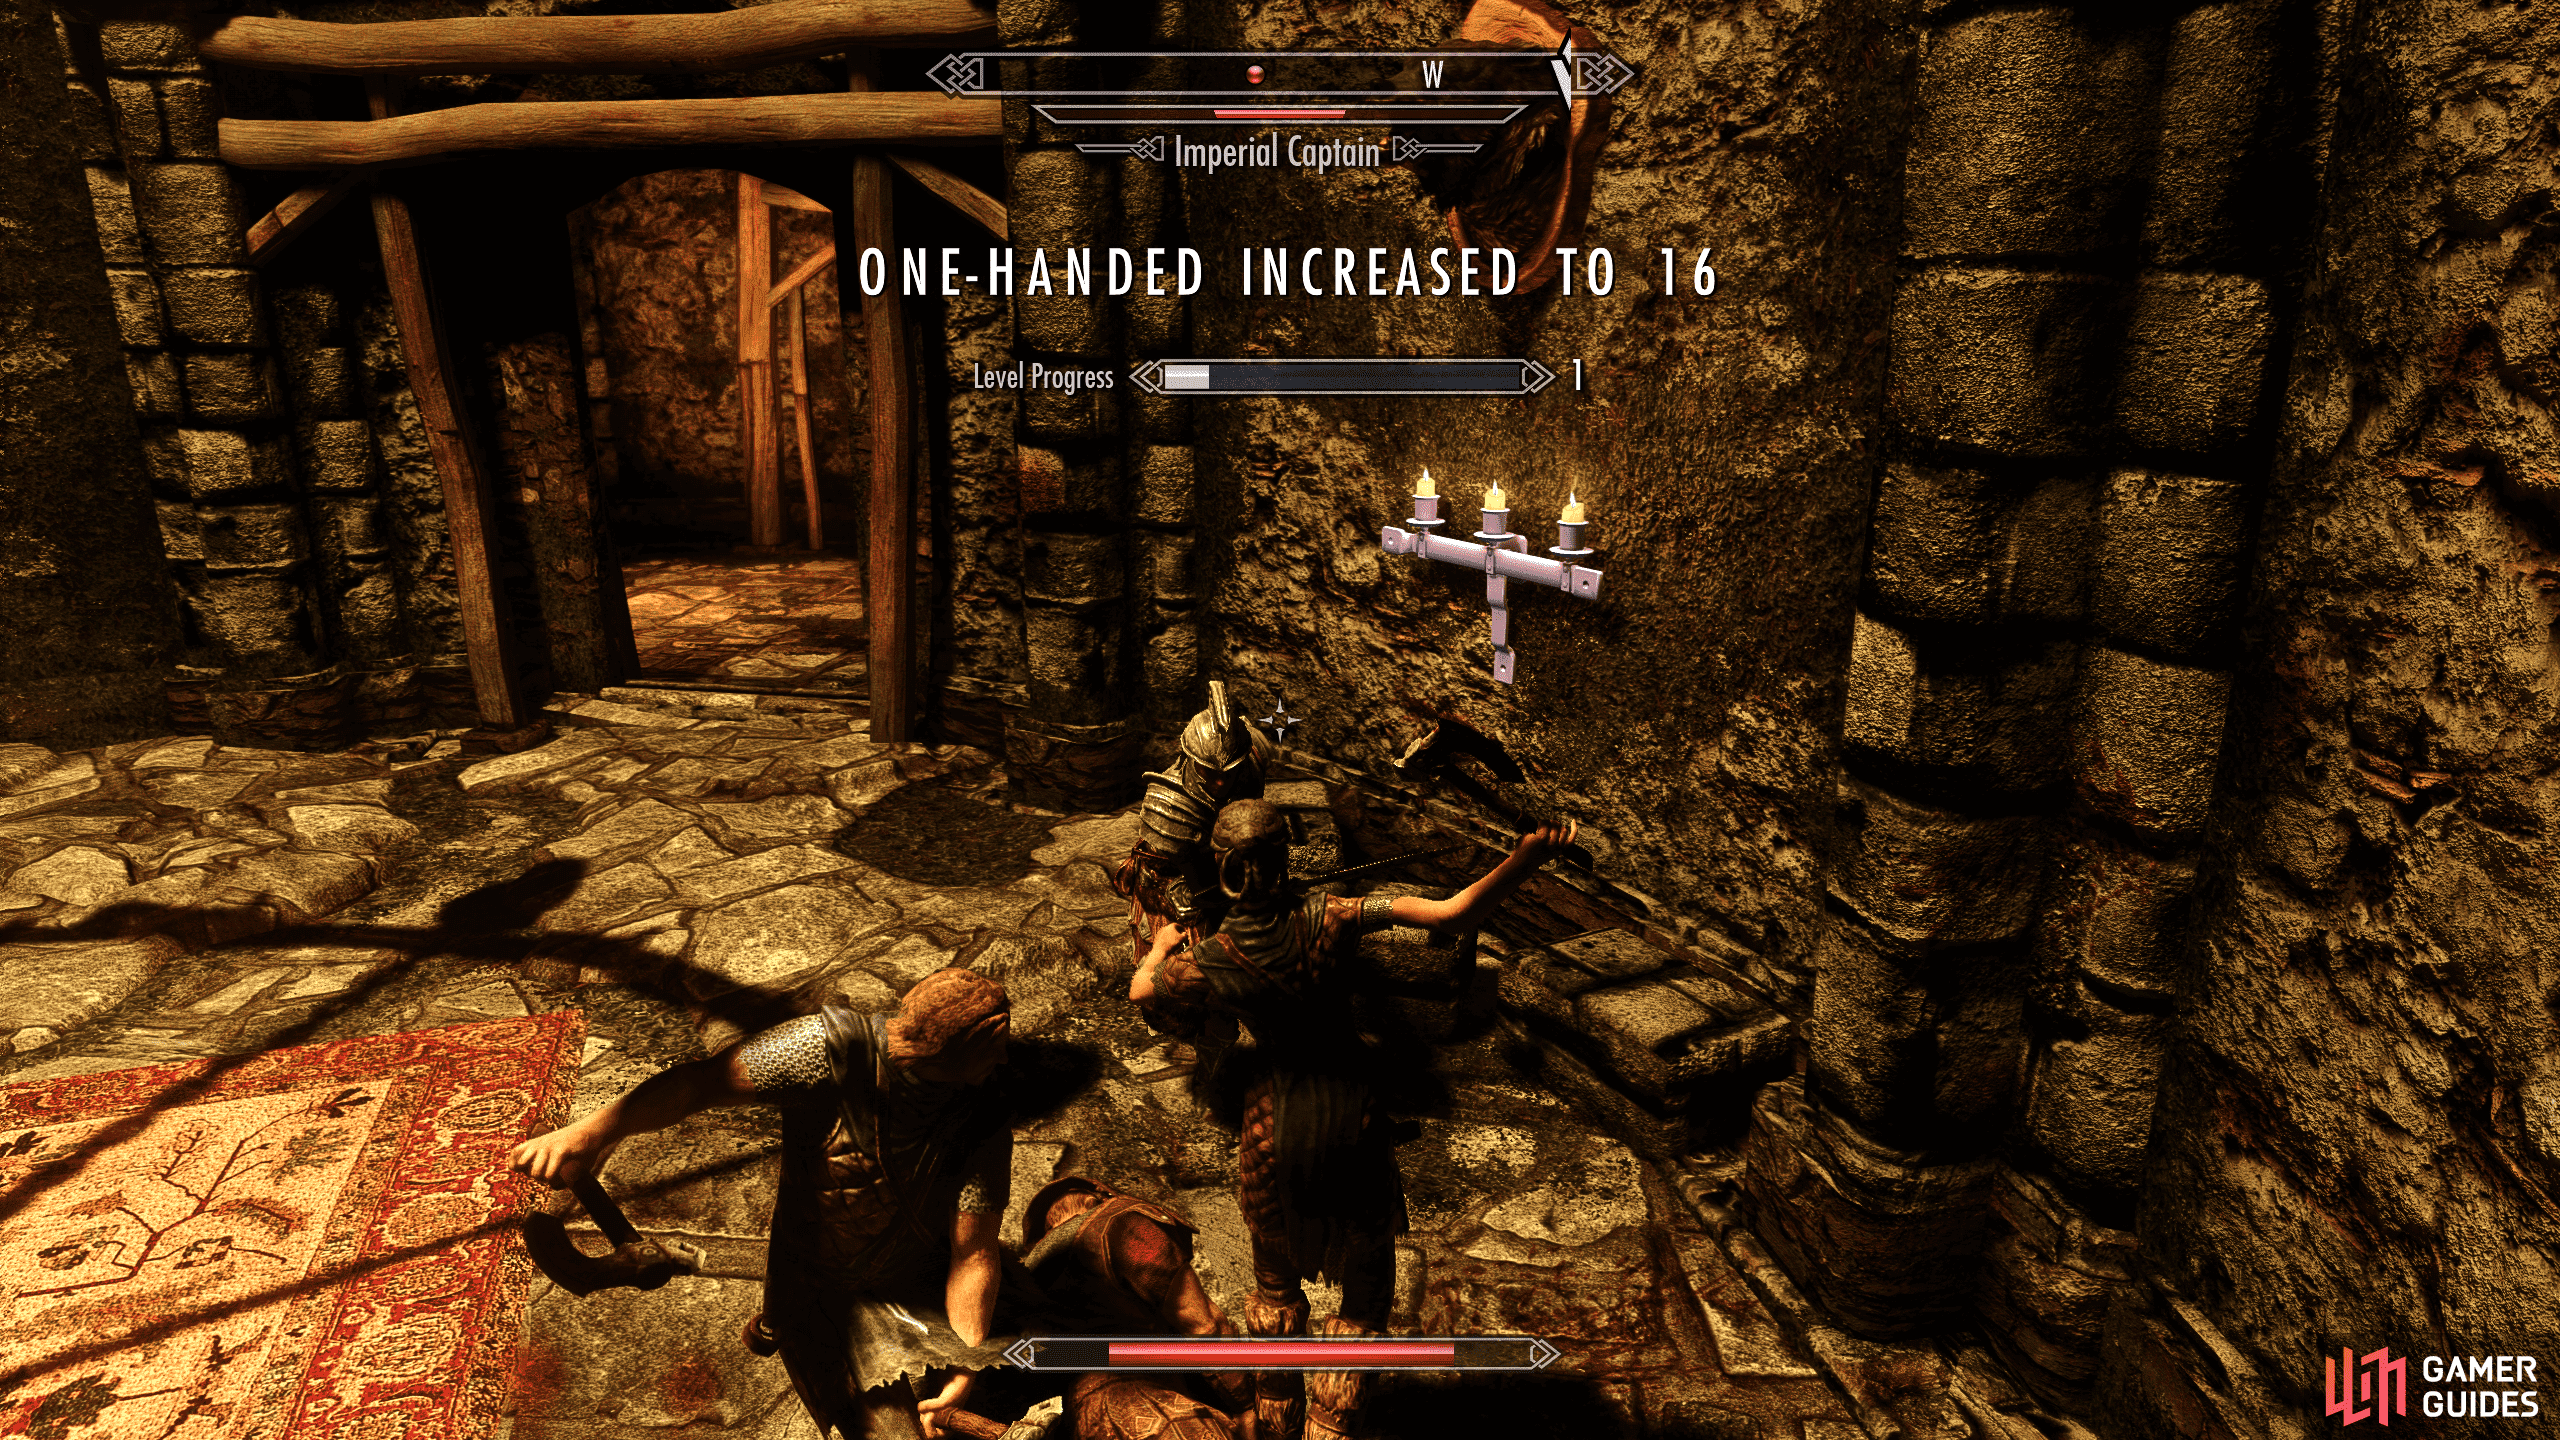 W
Imperial Captain
ONE-HANDED INCREASED TO 16
Level Progress 1
GAMER
GUIDES